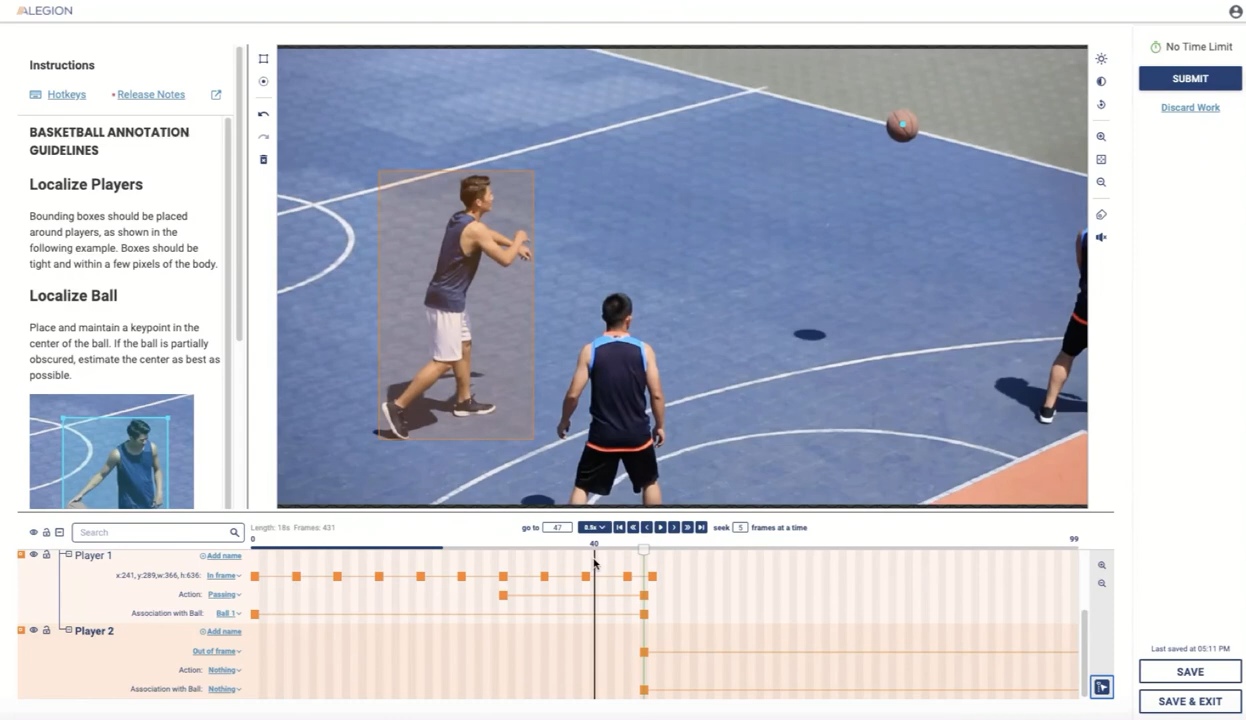 ALEGION
Instructions
Hotkeys
Release Notes
BASKETBALL ANNOTATION
GUIDELINES
Localize Players
Bounding boxes should be placed
around players, as shown in the
following example. Boxes should be
tight and within a few pixels of the body.
Localize Ball
Place and maintain a keypoint in the
center of the ball. If the ball is partially
obscured, estimate the center as best as
possible.
No Time Limit
SUBMIT
Discard Work
Search
Length: 18s Frames: 431
go to 47 0.5x seek 5 frames at a time
0 40 99
Player 1 Add name
x:241, y:289,w:366, h:636: In frame
Action: Passing
Association with Ball: Ball 1
Player 2 Add name
Out of frame
Action: Nothing
Association with Ball: Nothing
Last saved at 05:11 PM
SAVE
SAVE & EXIT